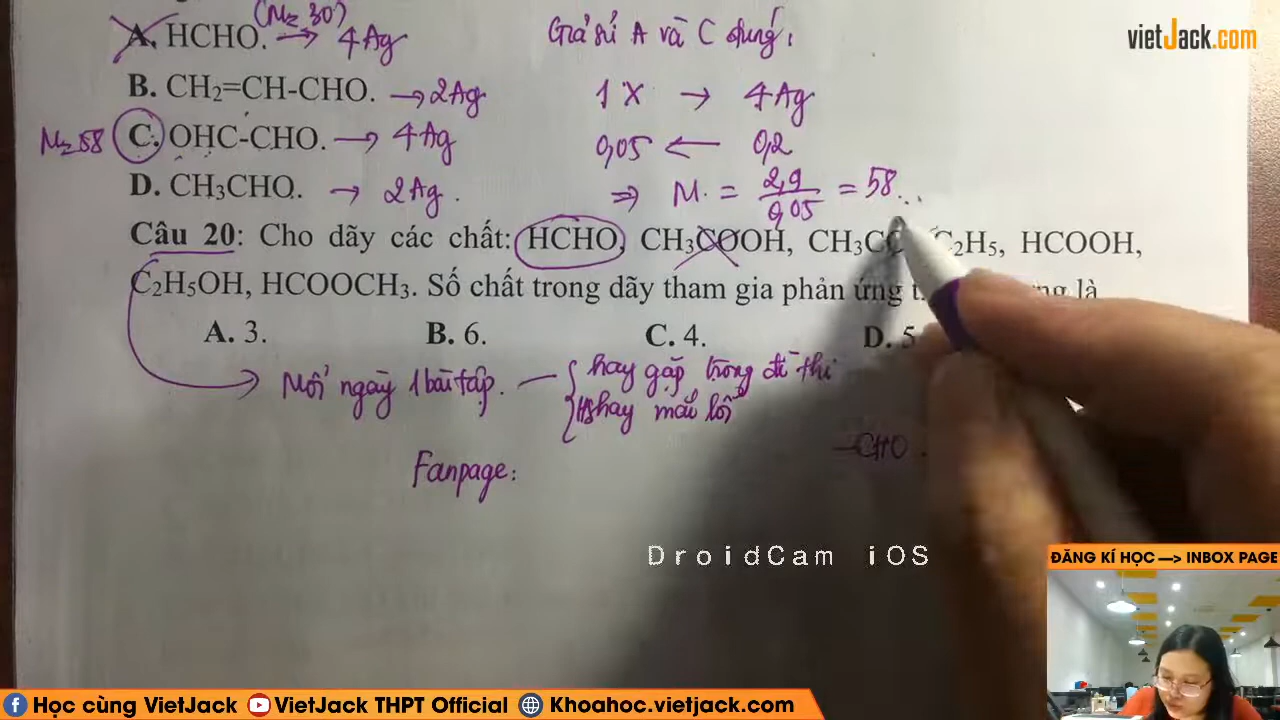 vietJack.com
(M=30)
A. HCHO. → 4Ag
Giả sử A và C đúng:
B. CH₂=CH-CHO. → 2Ag
1 X → 4Ag
M=58 C. OHC-CHO. → 4Ag
0,05 ← 0,2
D. CH₃CHO. → 2Ag.
⇒ M = 2,9/0,05 = 58
Câu 20: Cho dãy các chất: HCHO, CH₃COOH, CH₃CO C₂H₅, HCOOH,
C₂H₅OH, HCOOCH₃. Số chất trong dãy tham gia phản ứng là
A. 3. B. 6. C. 4. D. 5
Mỗi ngày 1 bài tập. — { hay gặp trong đề thi
HS hay mắc lỗi
-CHO.
Fanpage:
DroidCam iOS
ĐĂNG KÍ HỌC —> INBOX PAGE
Học cùng VietJack VietJack THPT Official Khoahoc.vietjack.com